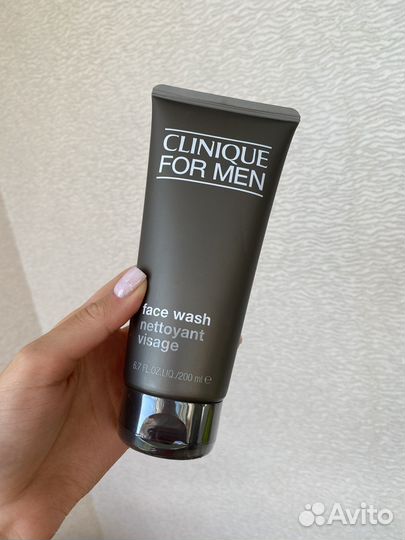 CLINIQUE
FOR MEN
face wash
nettoyant
visage
6.7 FL.OZ.LIQ./200 ml ℮
Avito